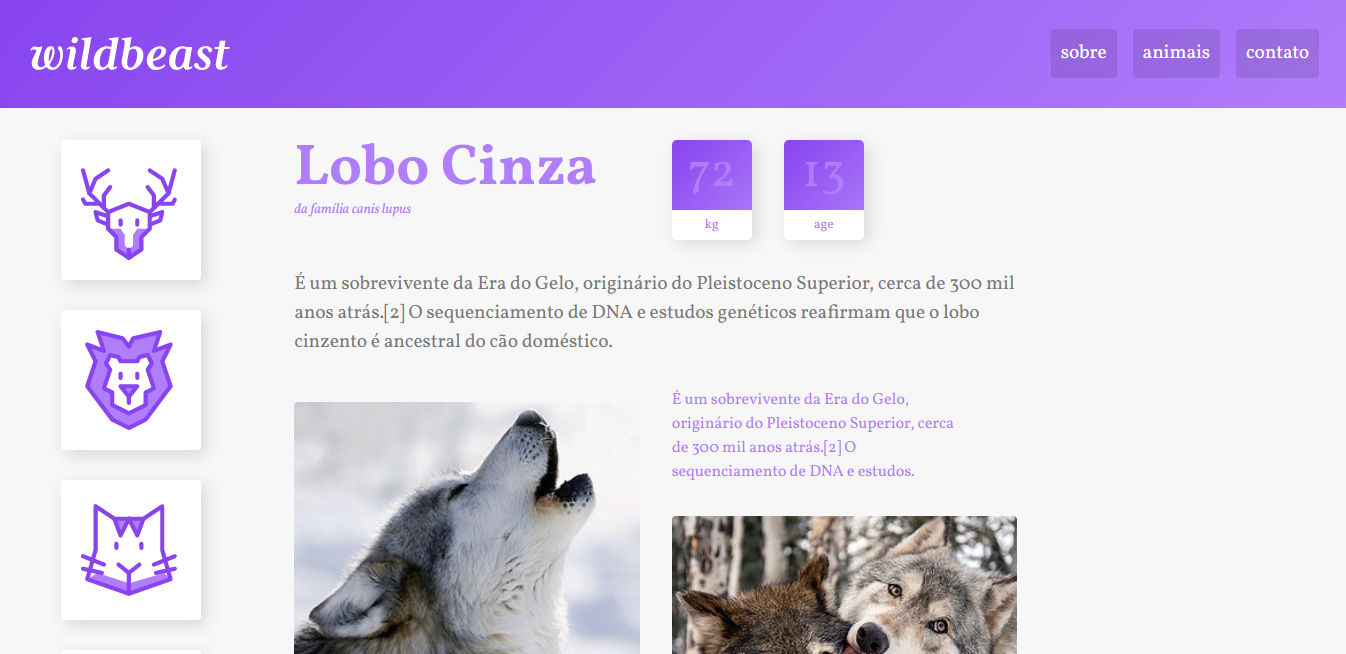 wildbeast
sobre
animais
contato
Lobo Cinza
da família canis lupus
72
kg
13
age
É um sobrevivente da Era do Gelo, originário do Pleistoceno Superior, cerca de 300 mil
anos atrás.[2] O sequenciamento de DNA e estudos genéticos reafirmam que o lobo
cinzento é ancestral do cão doméstico.
É um sobrevivente da Era do Gelo,
originário do Pleistoceno Superior, cerca
de 300 mil anos atrás.[2] O
sequenciamento de DNA e estudos.